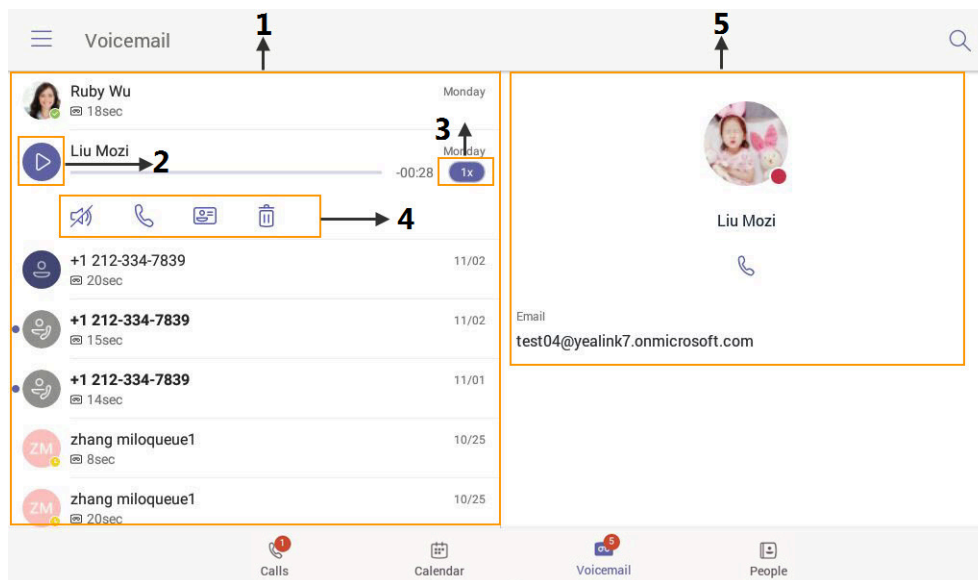 1
5
Voicemail
Ruby Wu
Monday
18sec
3
Liu Mozi
Monday
2
-00:28
1x
4
+1 212-334-7839
11/02
20sec
+1 212-334-7839
11/02
15sec
+1 212-334-7839
11/01
14sec
ZM
zhang miloqueue1
10/25
8sec
ZM
zhang miloqueue1
10/25
20sec
Liu Mozi
Email
test04@yealink7.onmicrosoft.com
1
Calls
Calendar
5
Voicemail
People